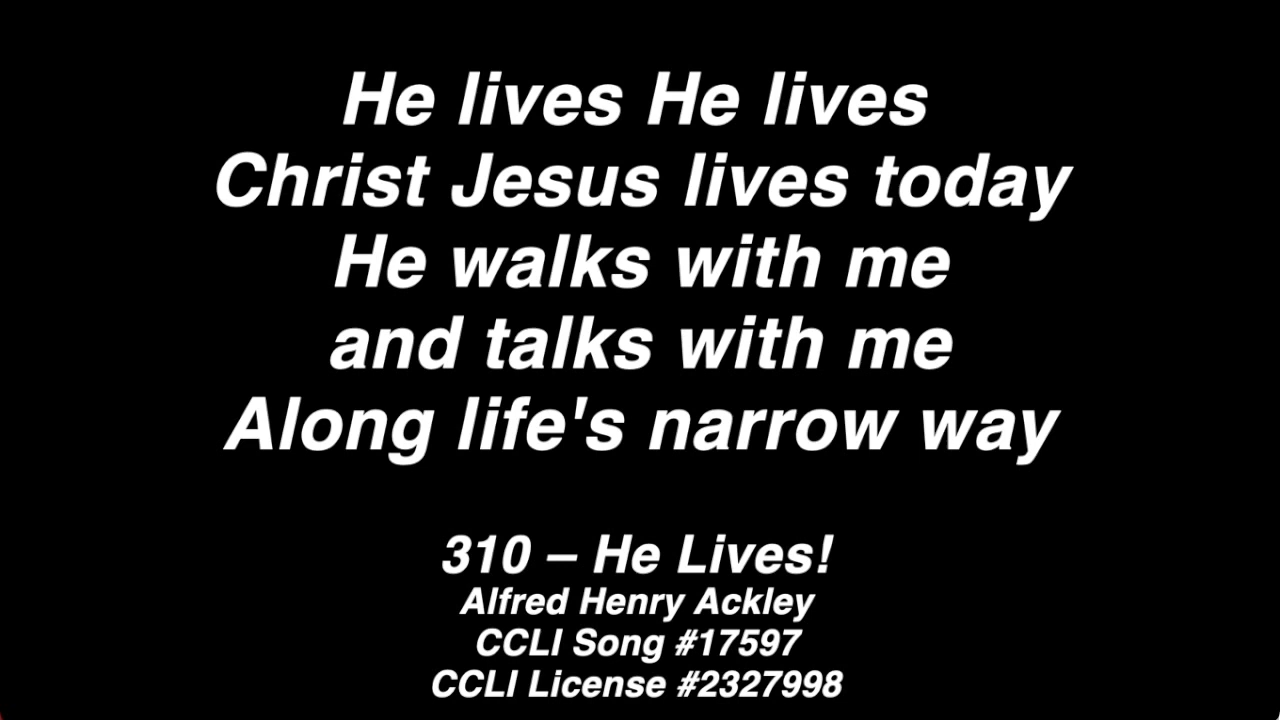 He lives He lives
Christ Jesus lives today
He walks with me
and talks with me
Along life's narrow way
310 – He Lives!
Alfred Henry Ackley
CCLI Song #17597
CCLI License #2327998